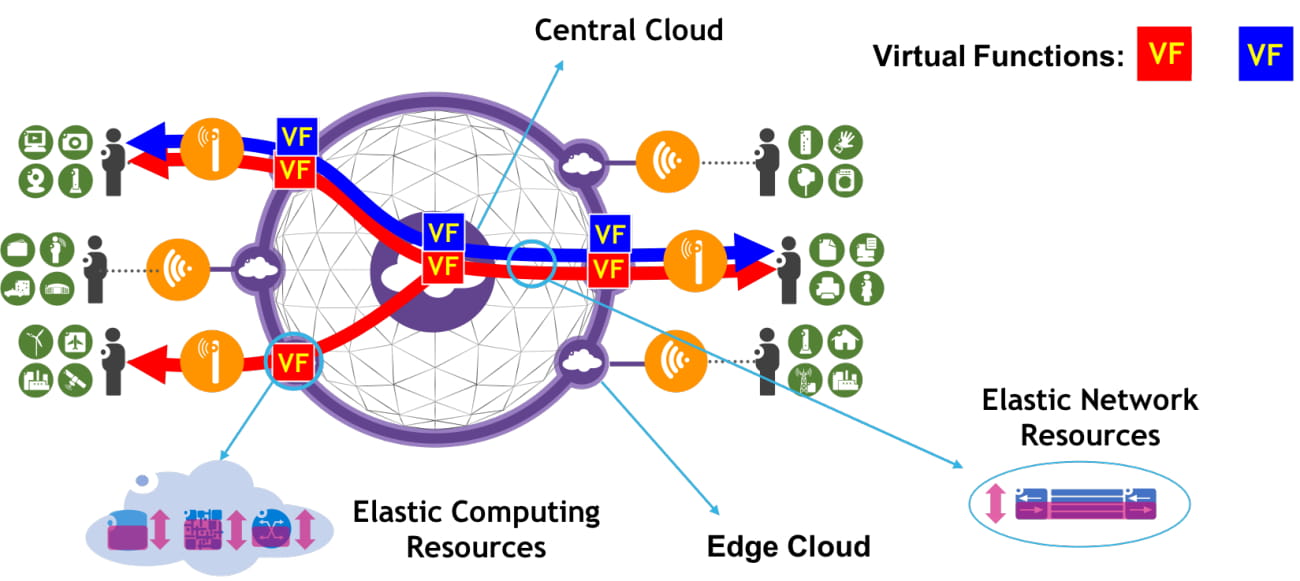 Central Cloud
Virtual Functions: VF VF
VF
VF
VF
VF
VF
VF
VF
Elastic Network
Resources
Elastic Computing
Resources
Edge Cloud